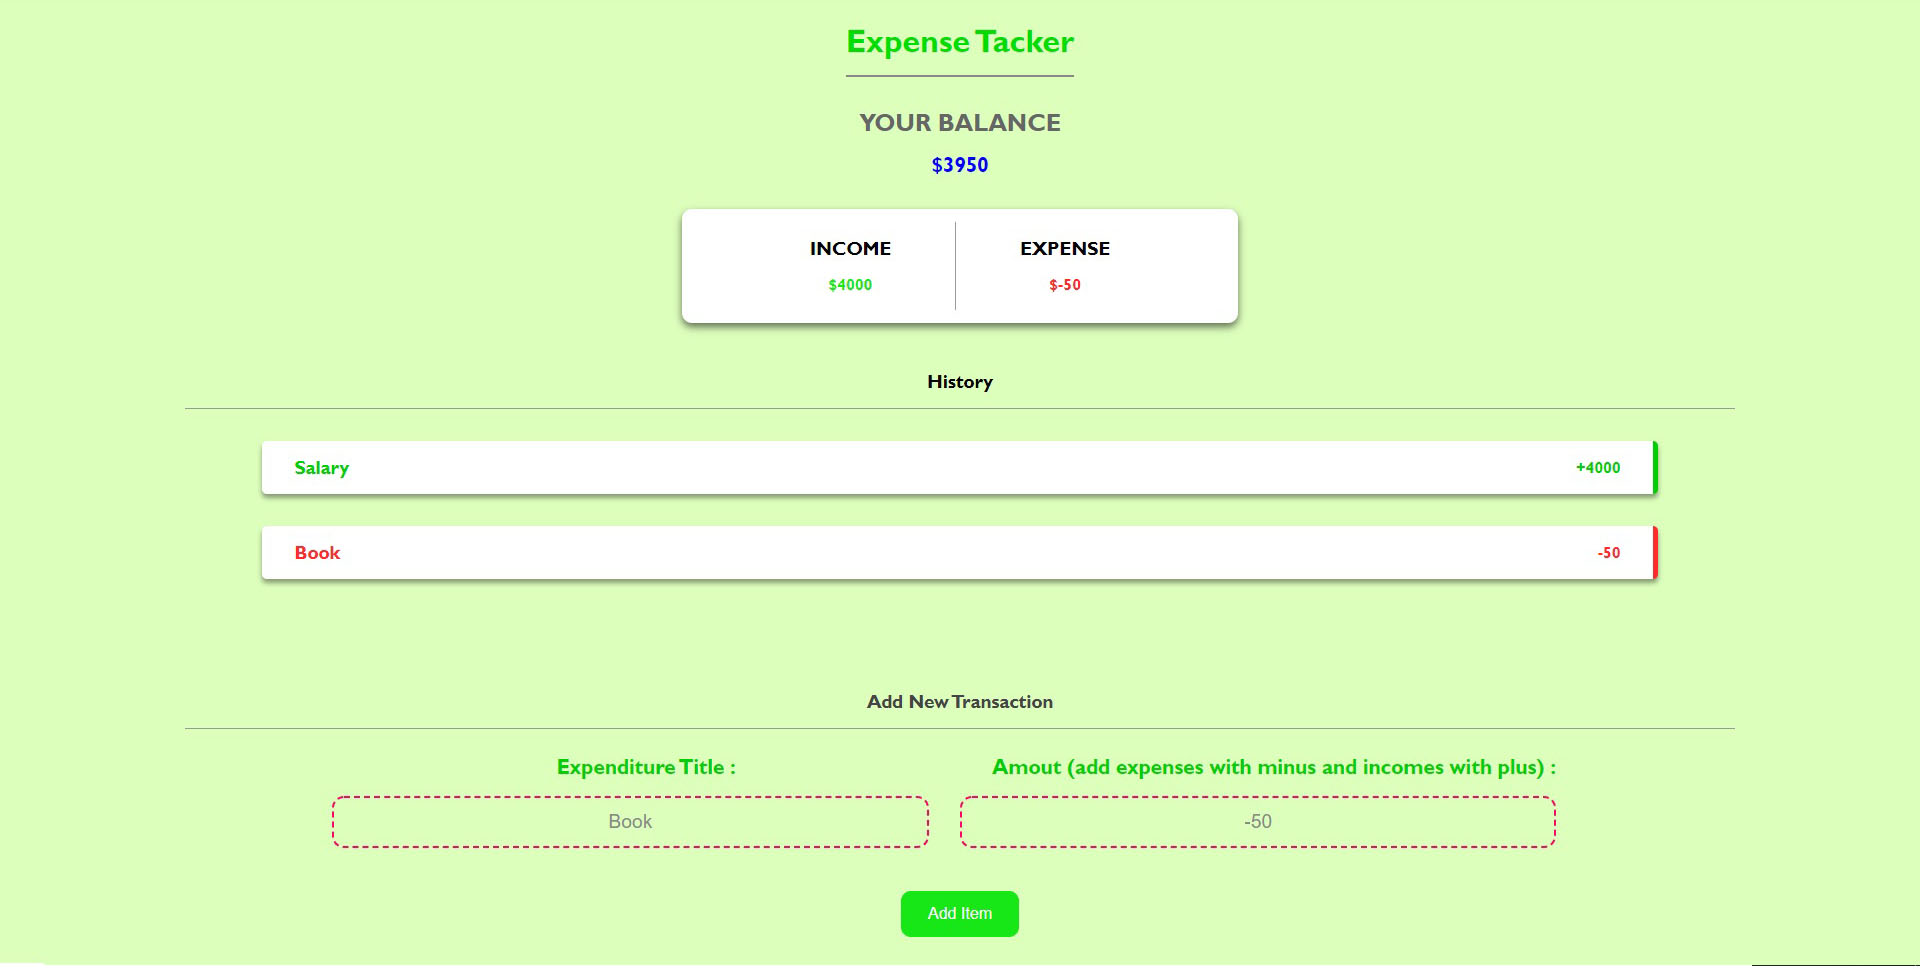 Expense Tacker
YOUR BALANCE
$3950
INCOME
EXPENSE
$4000
$-50
History
Salary
+4000
Book
-50
Add New Transaction
Expenditure Title :
Amout (add expenses with minus and incomes with plus) :
Book
-50
Add Item